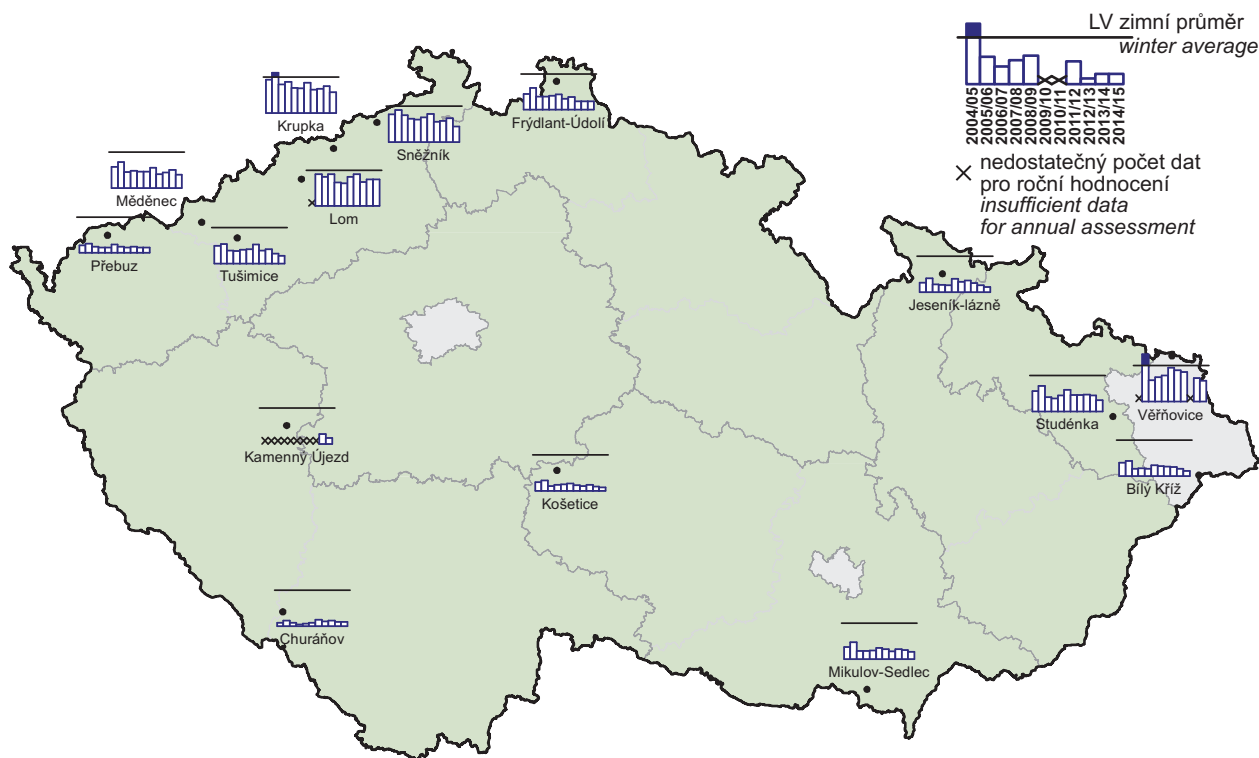 LV zimní průměr
winter average
2004/05
2005/06
2006/07
2007/08
2008/09
2009/10
2010/11
2011/12
2012/13
2013/14
2014/15
nedostatečný počet dat
pro roční hodnocení
insufficient data
for annual assessment
Krupka
Sněžník
Frýdlant-Údolí
Měděnec
Lom
Přebuz
Tušimice
Jeseník-lázně
Studénka
Věřňovice
Kamenný Újezd
Košetice
Bílý Kříž
Churáňov
Mikulov-Sedlec